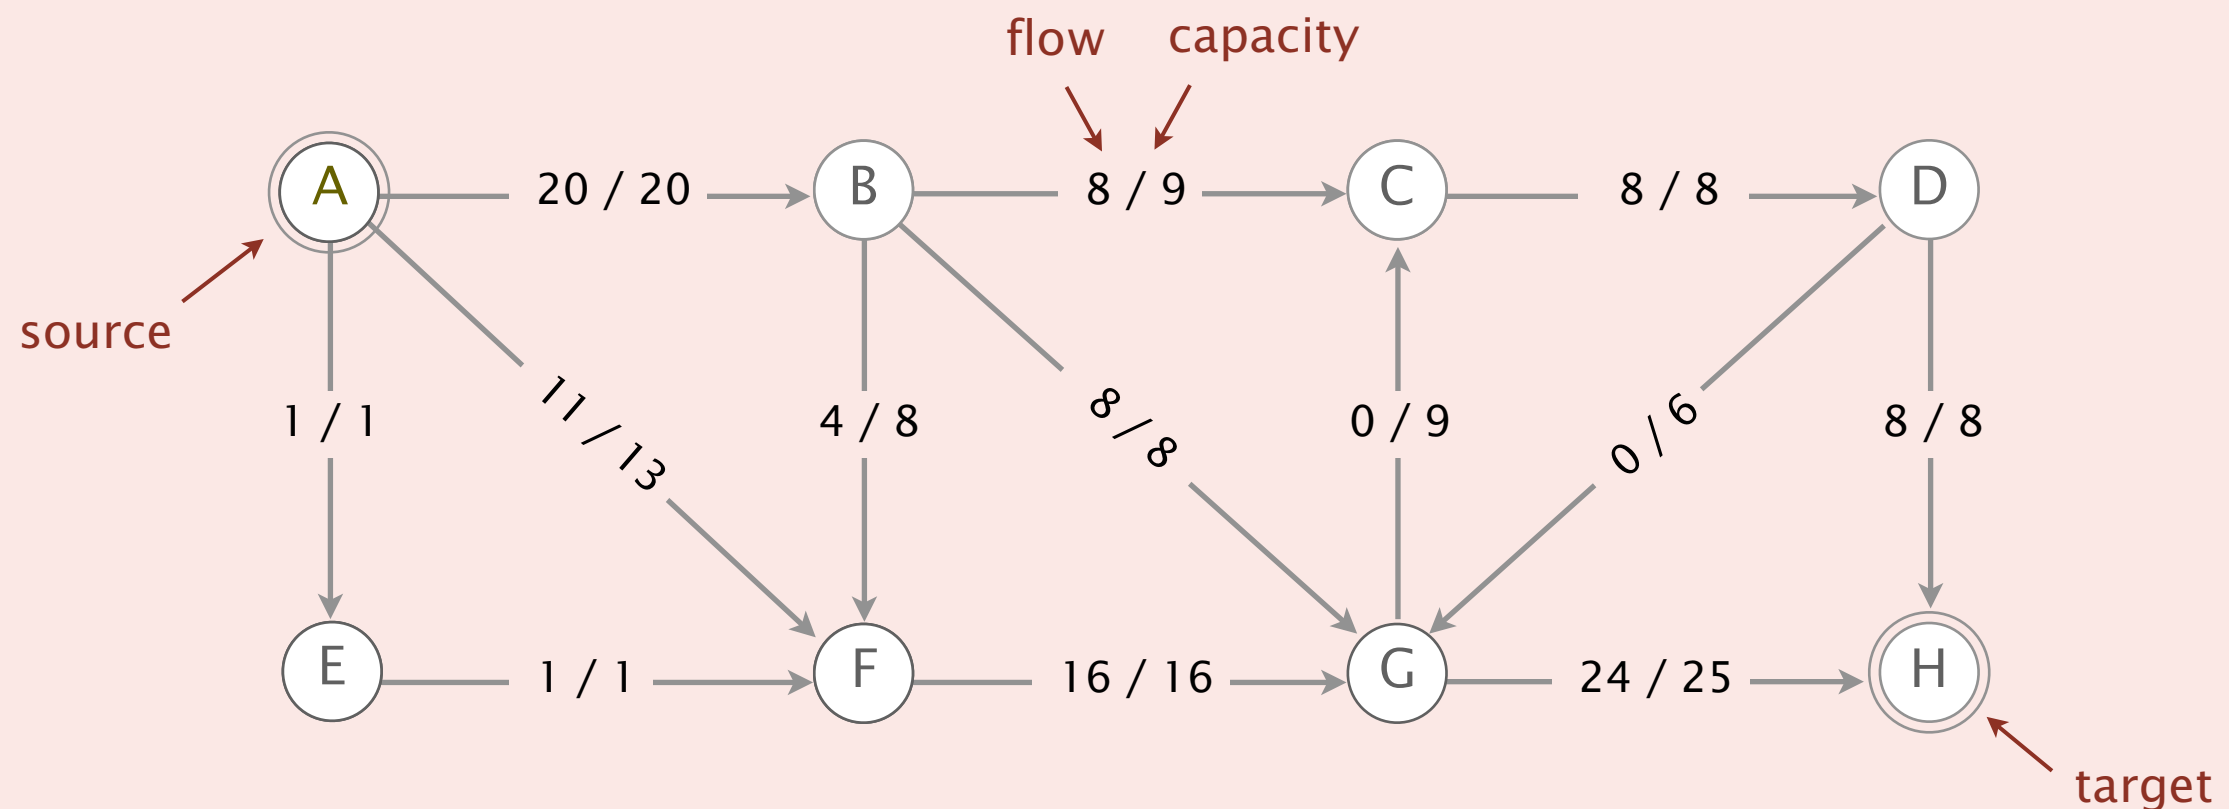 flow
capacity
A
20 / 20
B
8 / 9
C
8 / 8
D
source
1 / 1
11 / 13
4 / 8
8 / 8
0 / 9
0 / 6
8 / 8
E
1 / 1
F
16 / 16
G
24 / 25
H
target